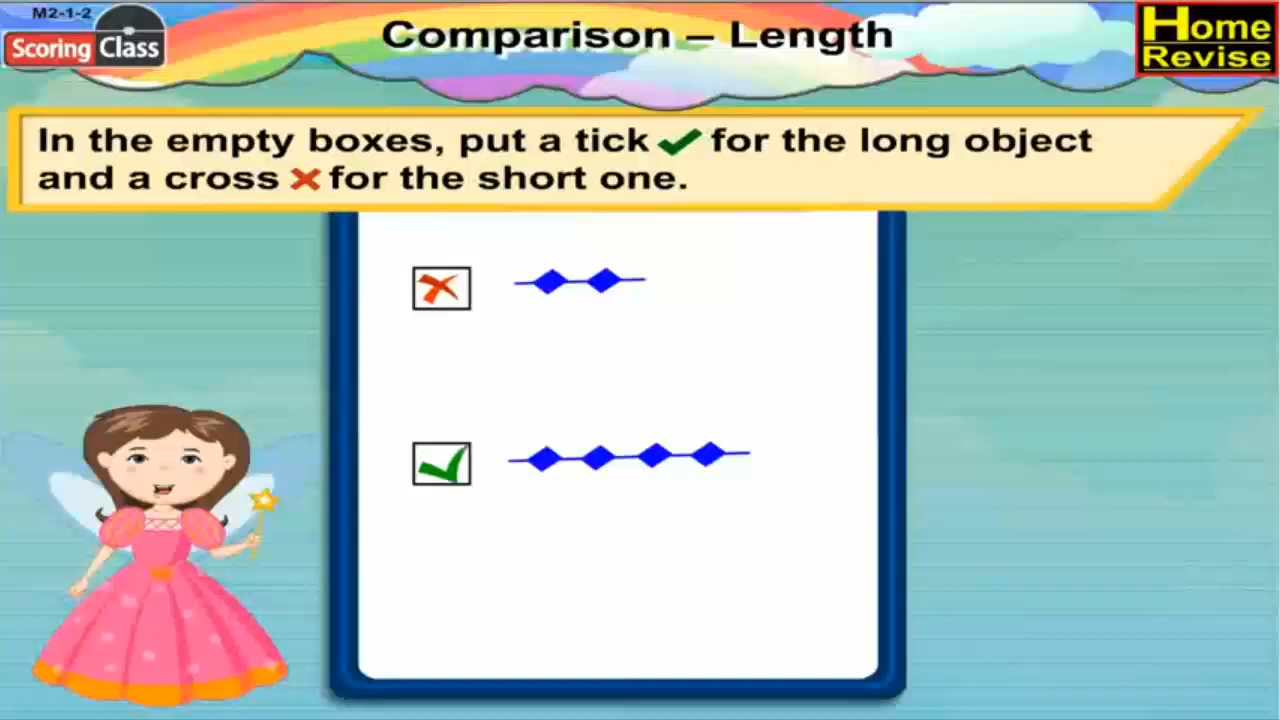 M2-1-2
Scoring Class
Comparison – Length
Home
Revise
In the empty boxes, put a tick ✔ for the long object
and a cross ✖ for the short one.